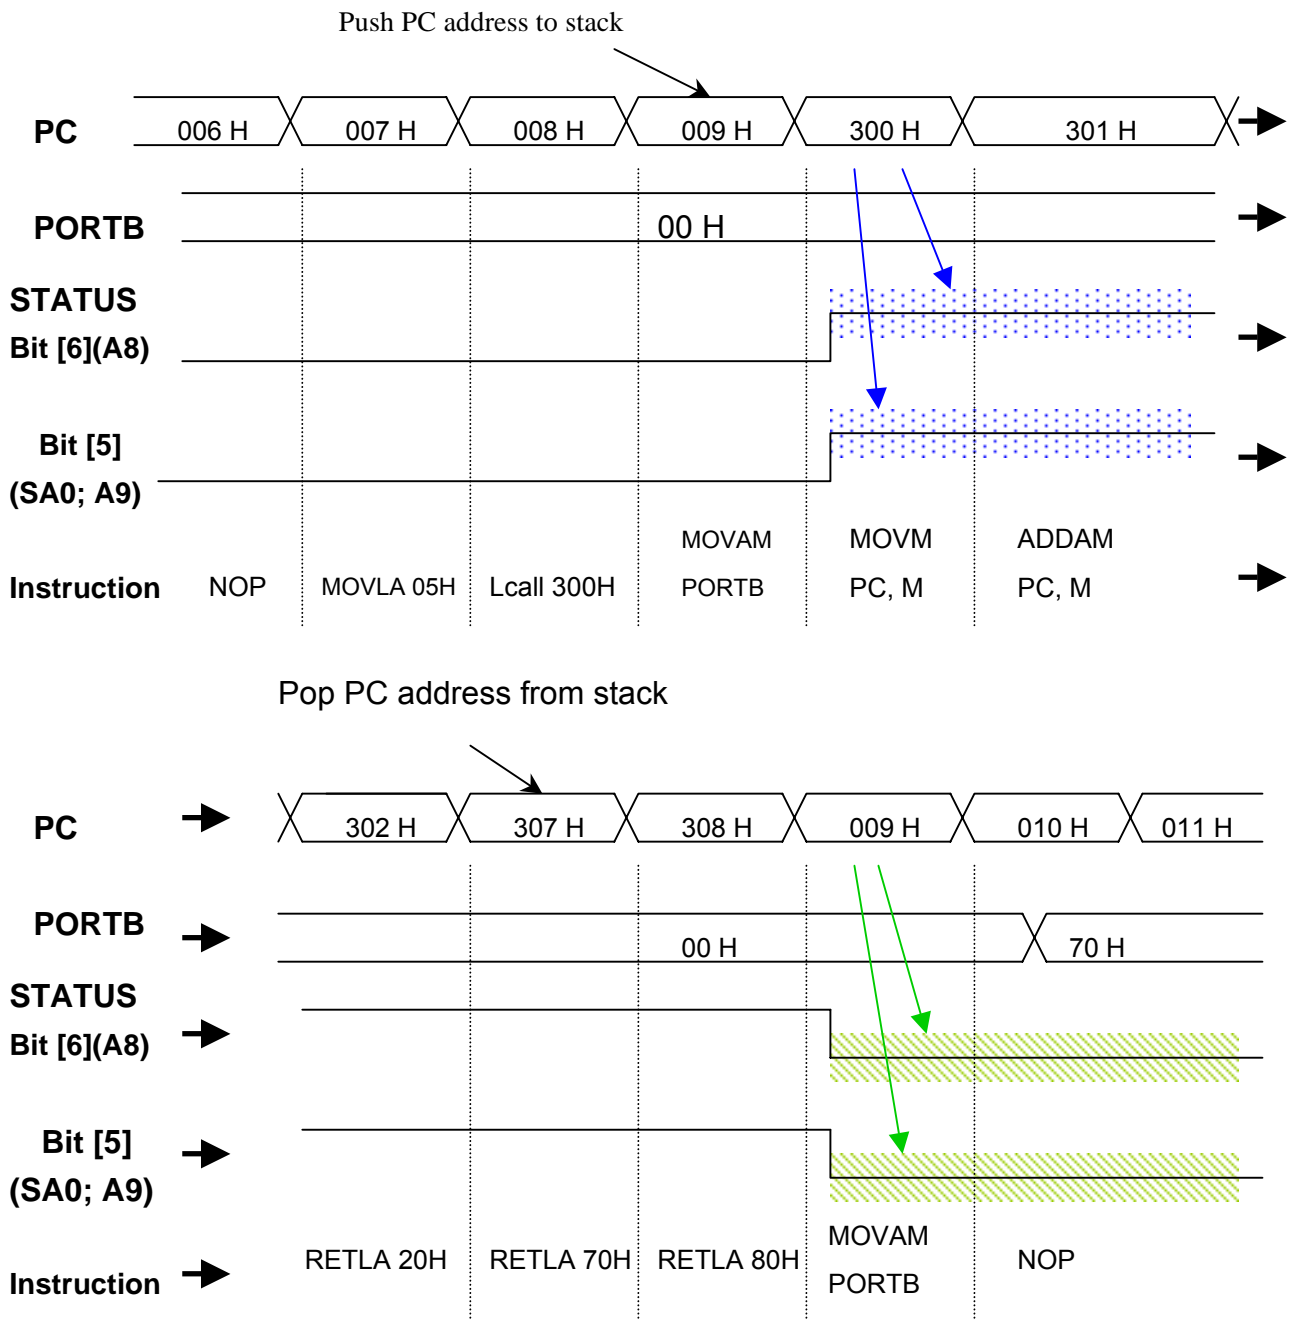 Push PC address to stack
PC 006 H 007 H 008 H 009 H 300 H 301 H
PORTB 00 H
STATUS
Bit [6](A8)
Bit [5]
(SA0; A9)
MOVAM MOVM ADDAM
Instruction NOP MOVLA 05H Lcall 300H PORTB PC, M PC, M
Pop PC address from stack
PC 302 H 307 H 308 H 009 H 010 H 011 H
PORTB 00 H 70 H
STATUS
Bit [6](A8)
Bit [5]
(SA0; A9)
MOVAM
RETLA 20H RETLA 70H RETLA 80H NOP
Instruction PORTB